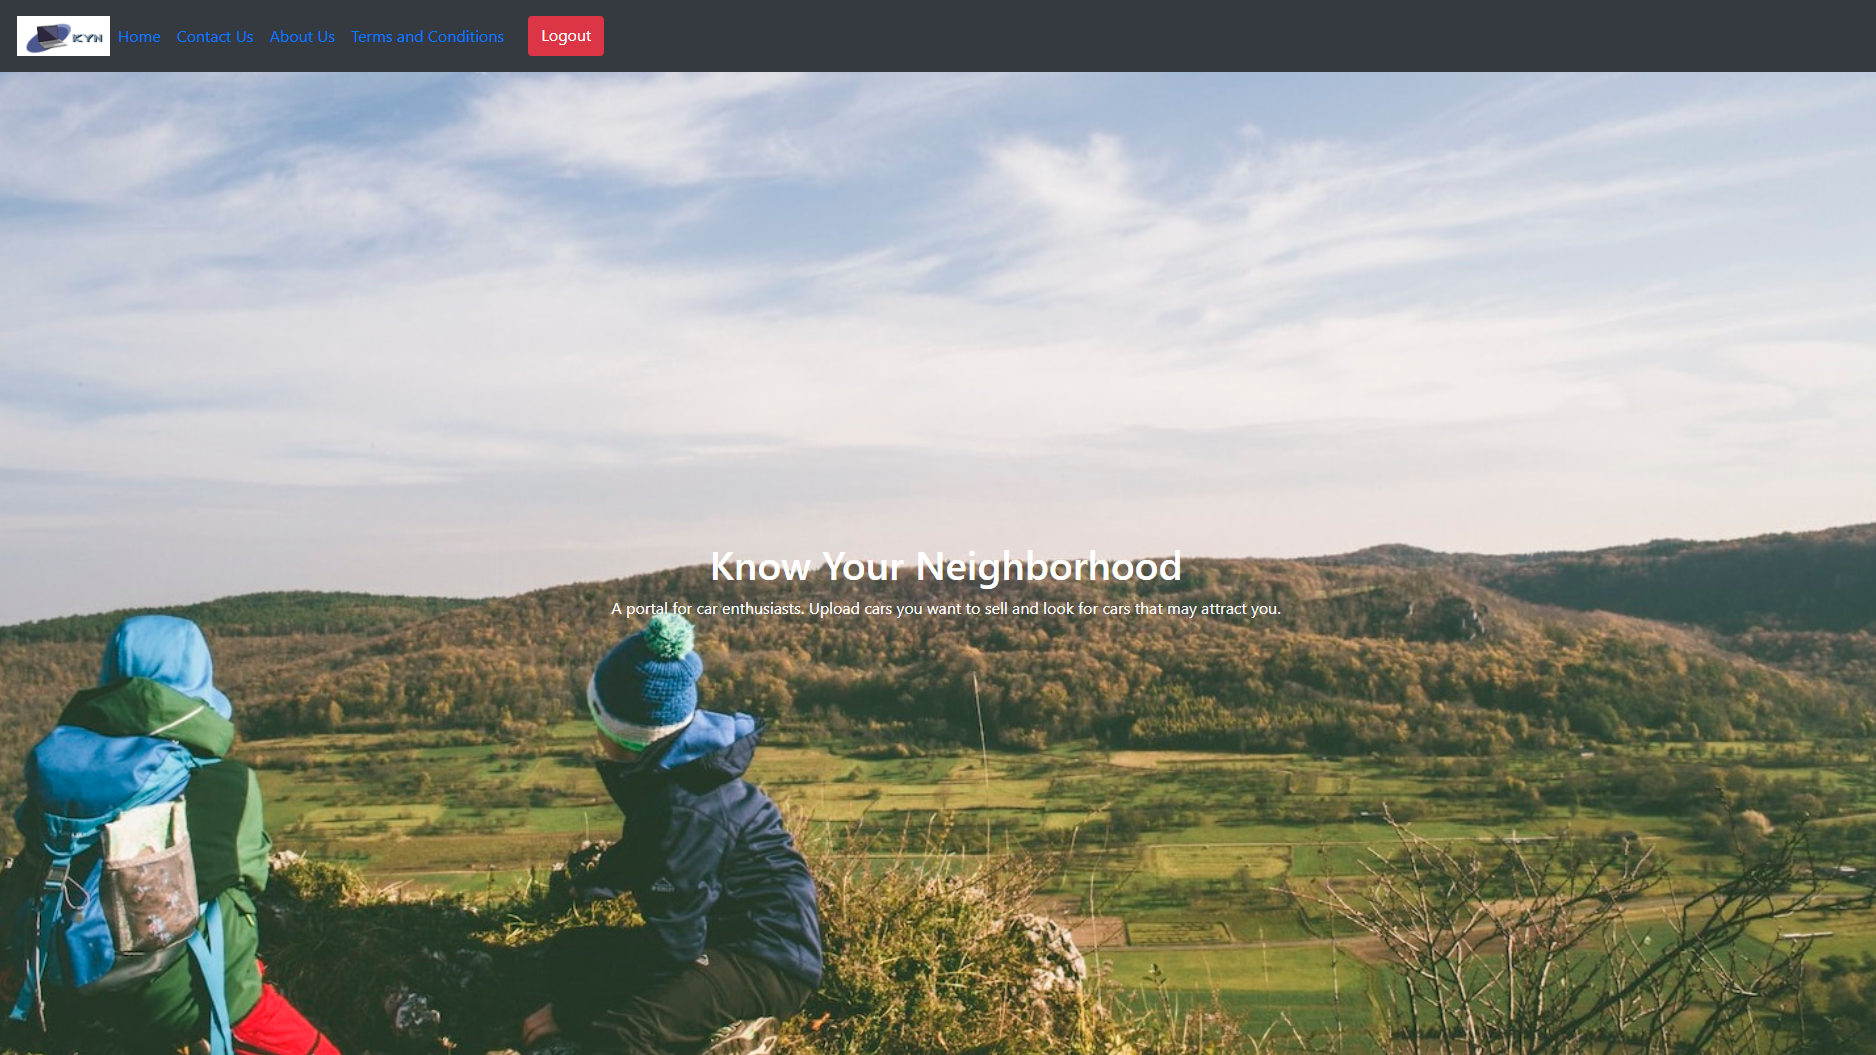 KYN Home Contact Us About Us Terms and Conditions Logout
Know Your Neighborhood
A portal for car enthusiasts. Upload cars you want to sell and look for cars that may attract you.